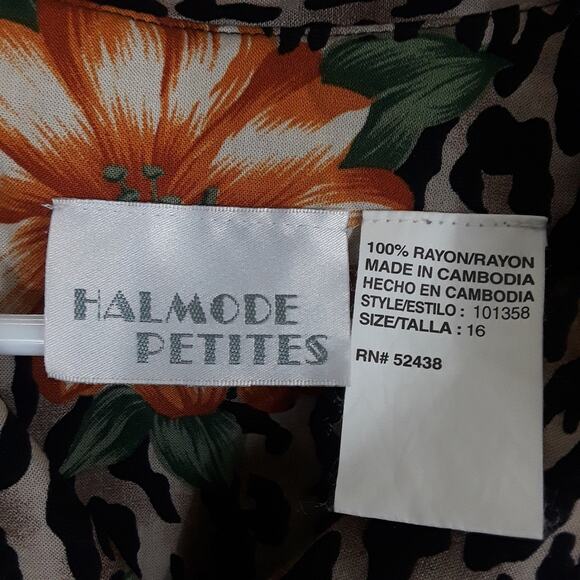 HALMODE
PETITES
100% RAYON/RAYON
MADE IN CAMBODIA
HECHO EN CAMBODIA
STYLE/ESTILO : 101358
SIZE/TALLA : 16
RN# 52438